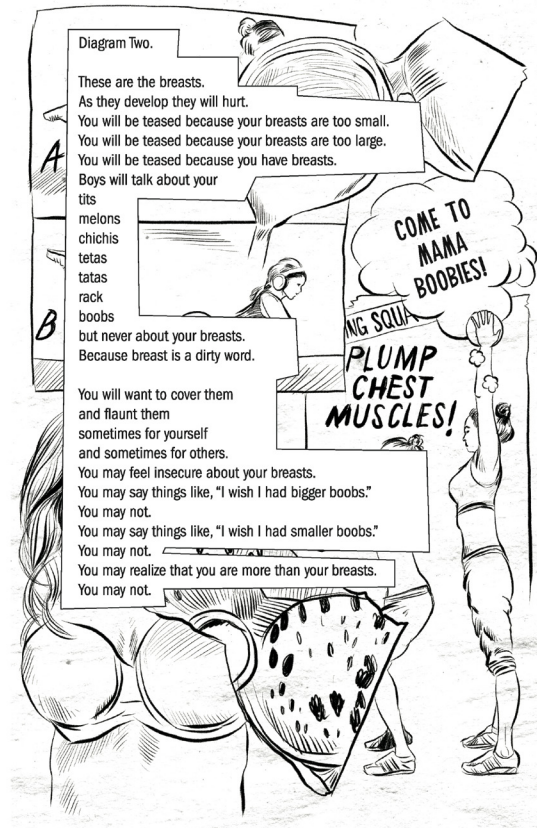 Diagram Two.
These are the breasts.
As they develop they will hurt.
You will be teased because your breasts are too small.
You will be teased because your breasts are too large.
You will be teased because you have breasts.
Boys will talk about your
tits
melons
chichis
tetas
tatas
rack
boobs
but never about your breasts.
Because breast is a dirty word.
You will want to cover them
and flaunt them
sometimes for yourself
and sometimes for others.
You may feel insecure about your breasts.
You may say things like, “I wish I had bigger boobs.”
You may not.
You may say things like, “I wish I had smaller boobs.”
You may not.
You may realize that you are more than your breasts.
You may not.
A
B
COME TO
MAMA
BOOBIES!
PLUMP
CHEST
MUSCLES!